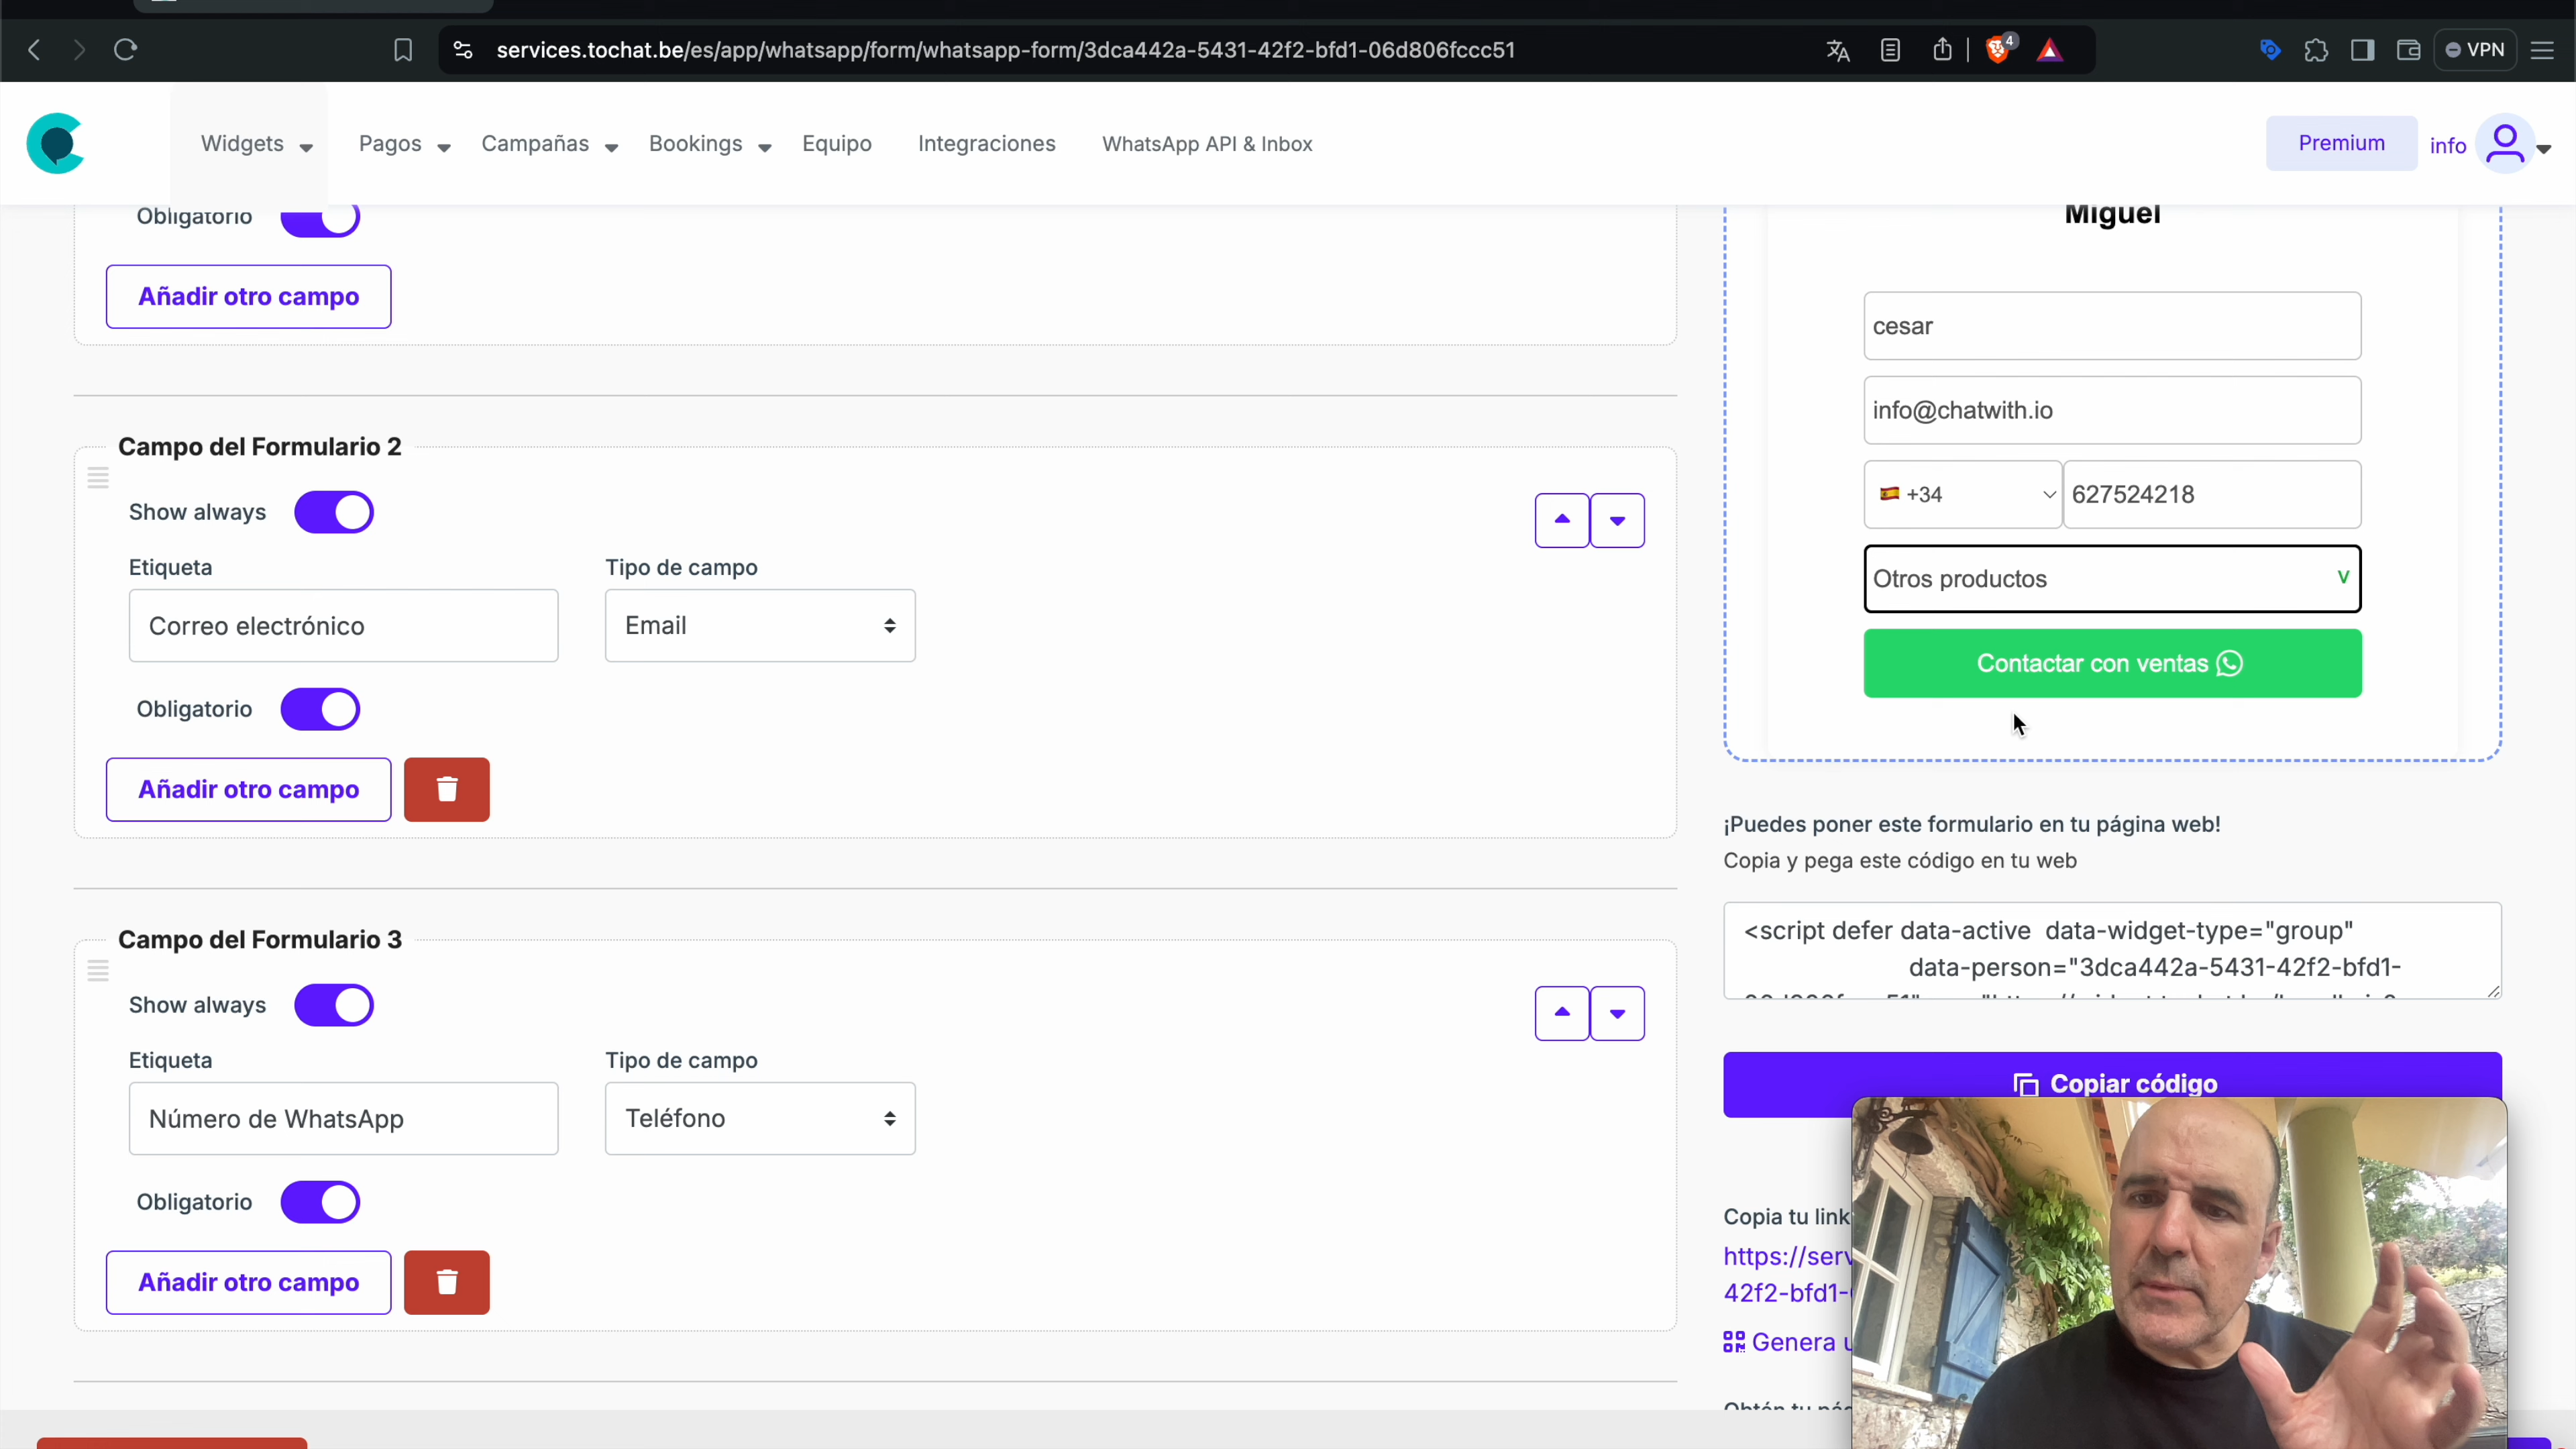 services.tochat.be/es/app/whatsapp/form/whatsapp-form/3dca442a-5431-42f2-bfd1-06d806fccc51
4
VPN
Widgets
Pagos
Campañas
Bookings
Equipo
Integraciones
WhatsApp API & Inbox
Premium
info
Obligatorio
Añadir otro campo
Campo del Formulario 2
Show always
Etiqueta
Tipo de campo
Correo electrónico
Email
Obligatorio
Añadir otro campo
Campo del Formulario 3
Show always
Etiqueta
Tipo de campo
Número de WhatsApp
Teléfono
Obligatorio
Añadir otro campo
Miguel
cesar
info@chatwith.io
+34
627524218
Otros productos
v
Contactar con ventas
¡Puedes poner este formulario en tu página web!
Copia y pega este código en tu web
<script defer data-active data-widget-type="group"
data-person="3dca442a-5431-42f2-bfd1-
Copiar código
Copia tu link
https://serv
42f2-bfd1-
Genera